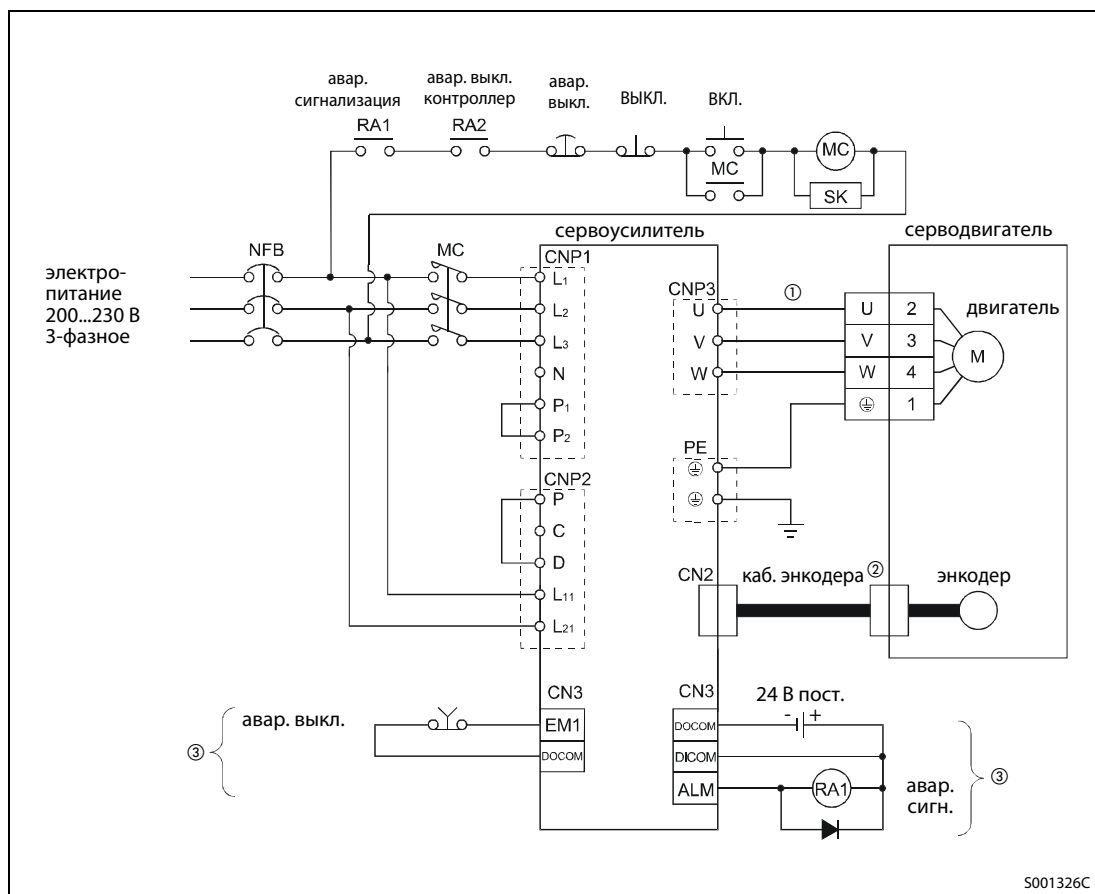 авар.
сигнализация
RA1
авар. выкл.
контроллер
RA2
авар.
выкл.
ВЫКЛ.
ВКЛ.
MC
MC
SK
электро-
питание
200...230 В
3-фазное
NFB
MC
сервоусилитель
CNP1
L1
L2
L3
N
P1
P2
CNP2
P
C
D
L11
L21
CNP3
U
V
W
PE
CN2
①
серводвигатель
двигатель
U 2
V 3
W 4
1
M
каб. энкодера ②
энкодер
③
авар. выкл.
CN3
EM1
DOCOM
CN3
DOCOM
DICOM
ALM
24 В пост.
- +
RA1
авар.
сигн.
③
S001326C